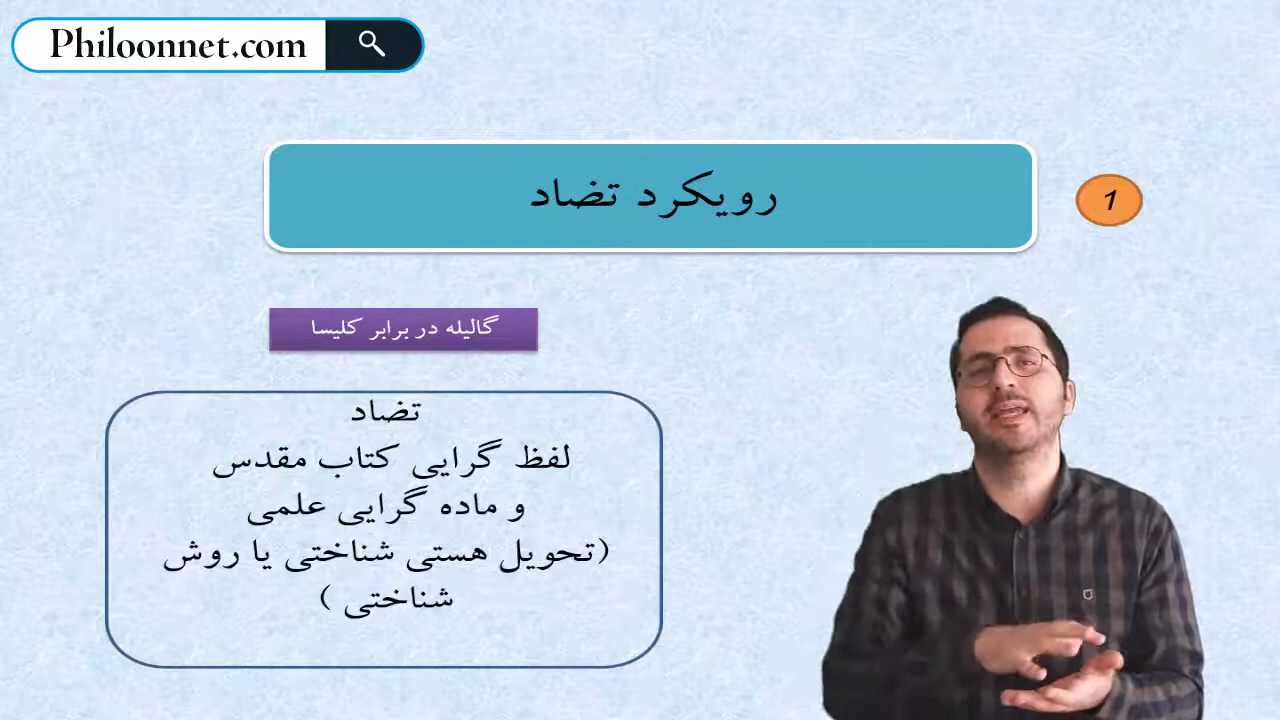 Philoonnet.com
رویکرد تضاد
1
گالیله در برابر کلیسا
تضاد
لفظ گرایی کتاب مقدس
و ماده گرایی علمی
(تحویل هستی شناختی یا روش
شناختی )